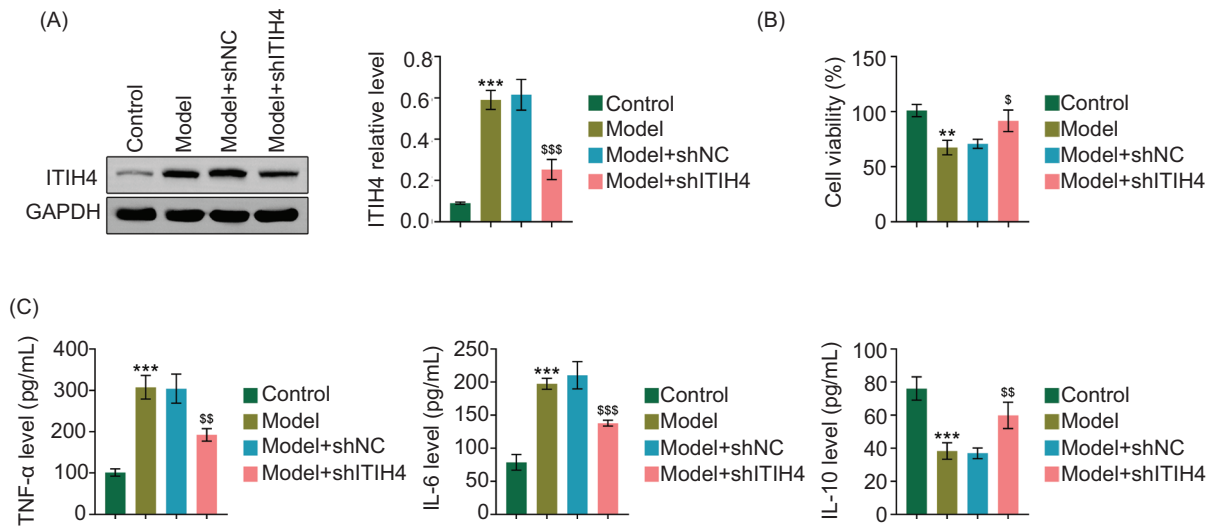 (A)
Control
Model
Model+shNC
Model+shITIH4
ITIH4
GAPDH
ITIH4 relative level
0.8
0.6
0.4
0.2
0.0
***
$$$
Control
Model
Model+shNC
Model+shITIH4
(B)
Cell viability (%)
150
100
50
0
**
$
Control
Model
Model+shNC
Model+shITIH4
(C)
TNF-α level (pg/mL)
400
300
200
100
0
***
$$
Control
Model
Model+shNC
Model+shITIH4
IL-6 level (pg/mL)
250
200
150
100
50
0
***
$$$
Control
Model
Model+shNC
Model+shITIH4
IL-10 level (pg/mL)
100
80
60
40
20
0
***
$$
Control
Model
Model+shNC
Model+shITIH4